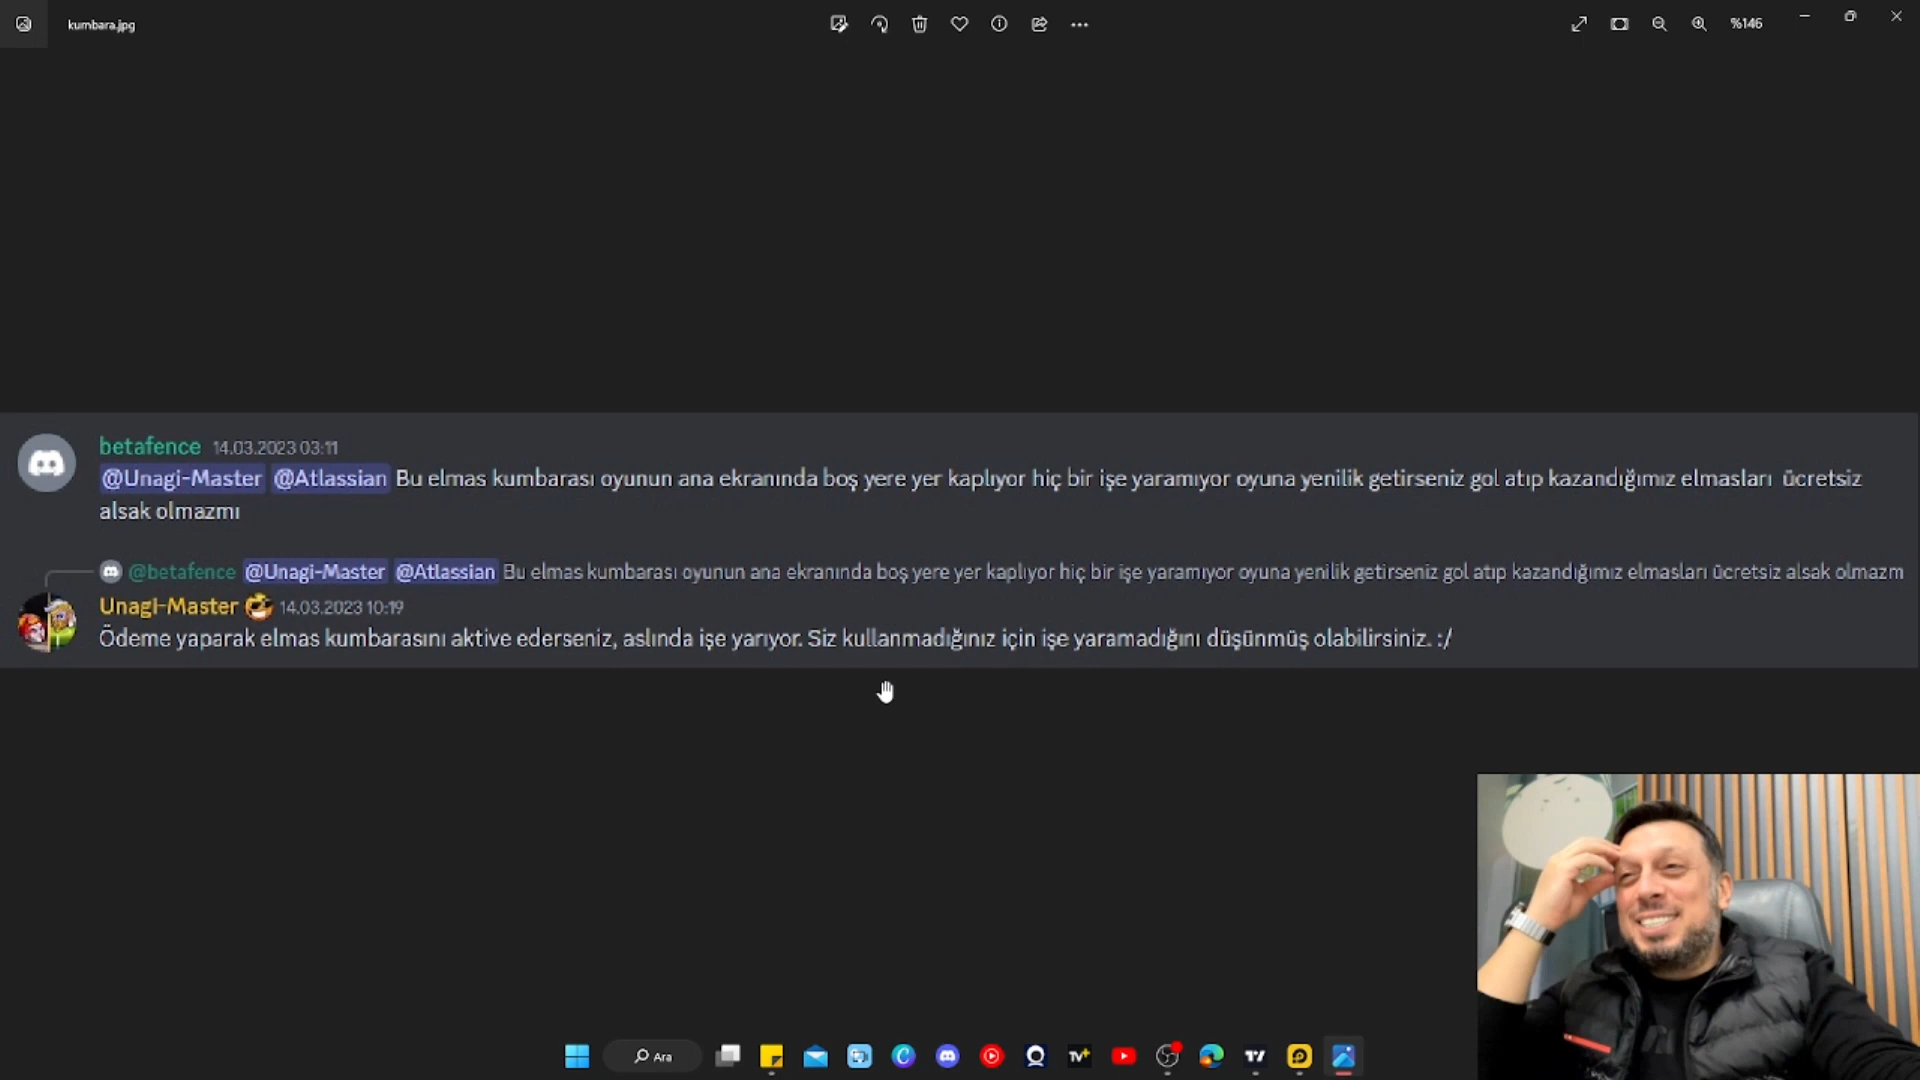 kumbara.jpg
%146
betafence 14.03.2023 03:11
@Unagi-Master @Atlassian Bu elmas kumbarası oyunun ana ekranında boş yere yer kaplıyor hiç bir işe yaramıyor oyuna yenilik getirseniz gol atıp kazandığımız elmasları ücretsiz
alsak olmazmı
@betafence @Unagi-Master @Atlassian Bu elmas kumbarası oyunun ana ekranında boş yere yer kaplıyor hiç bir işe yaramıyor oyuna yenilik getirseniz gol atıp kazandığımız elmasları ücretsiz alsak olmazm
Unagi-Master 14.03.2023 10:19
Ödeme yaparak elmas kumbarasını aktive ederseniz, aslında işe yarıyor. Siz kullanmadığınız için işe yaramadığını düşünmüş olabilirsiniz. :/
Ara
TV+